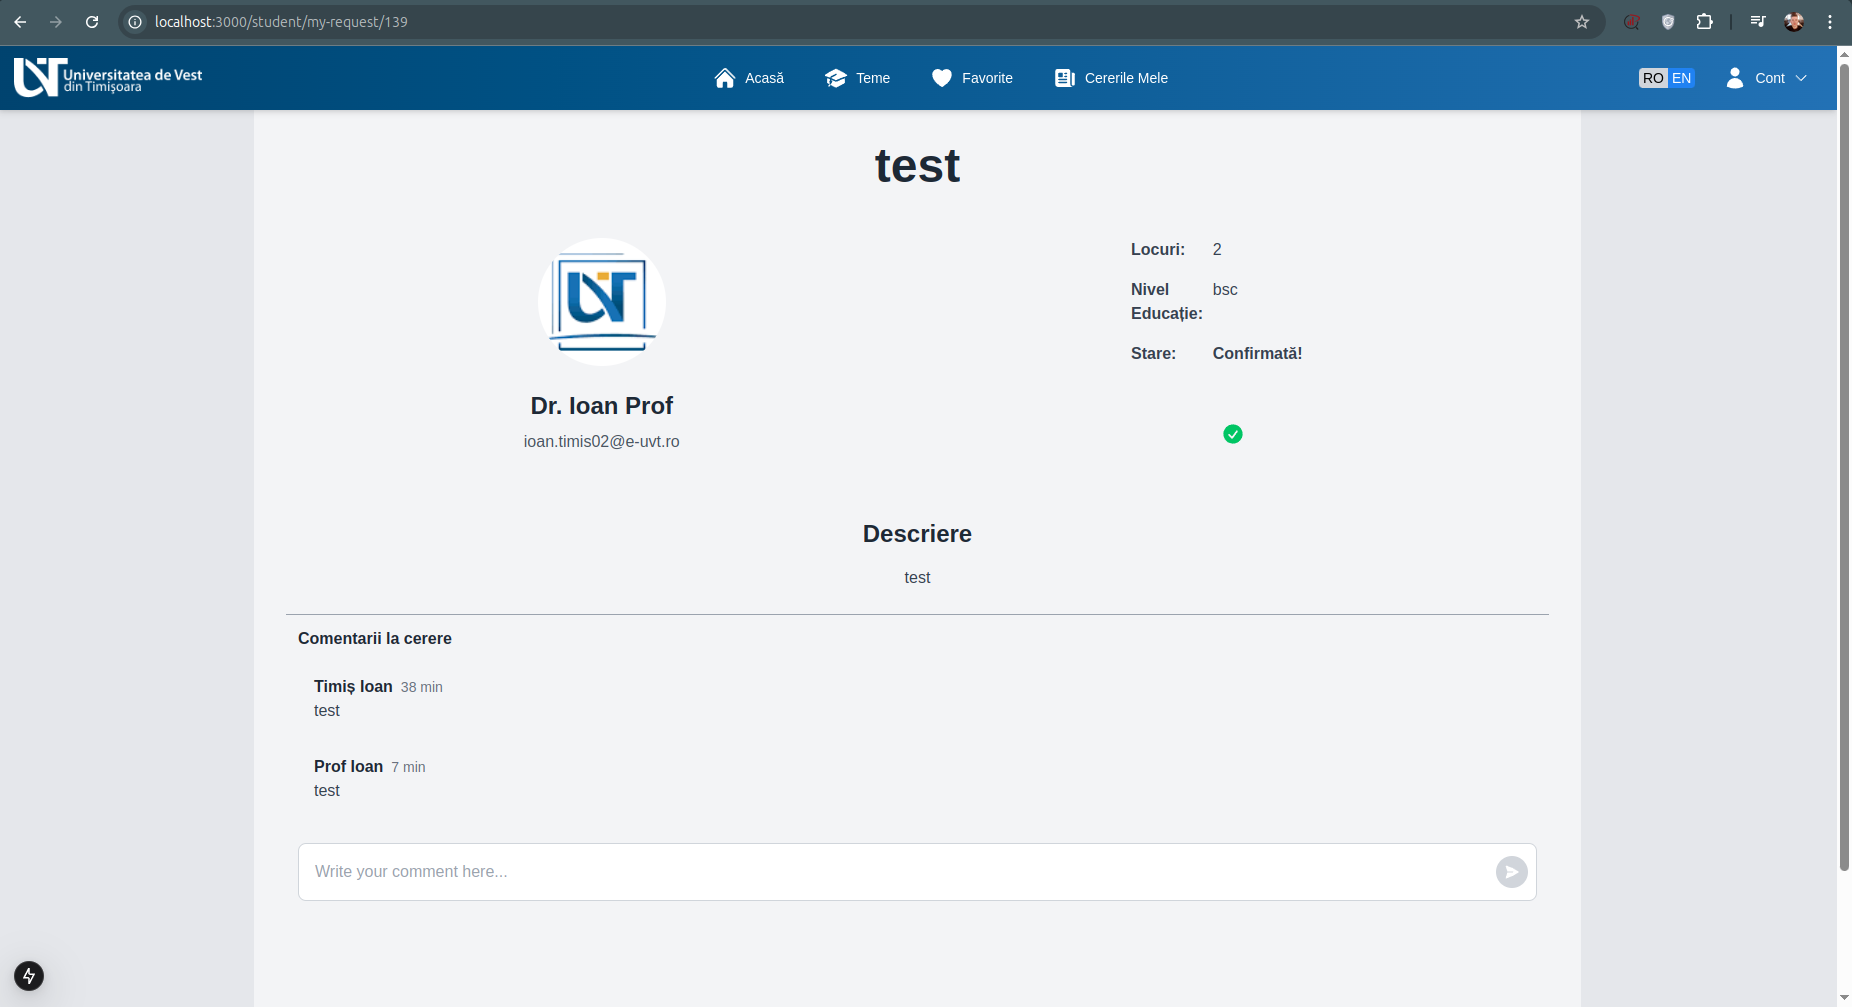 localhost:3000/student/my-request/139
Universitatea de Vest
din Timișoara
Acasă
Teme
Favorite
Cererile Mele
RO EN
Cont
test
Locuri: 2
Nivel bsc
Educație:
Stare: Confirmată!
Dr. Ioan Prof
ioan.timis02@e-uvt.ro
Descriere
test
Comentarii la cerere
Timiș Ioan 38 min
test
Prof Ioan 7 min
test
Write your comment here...